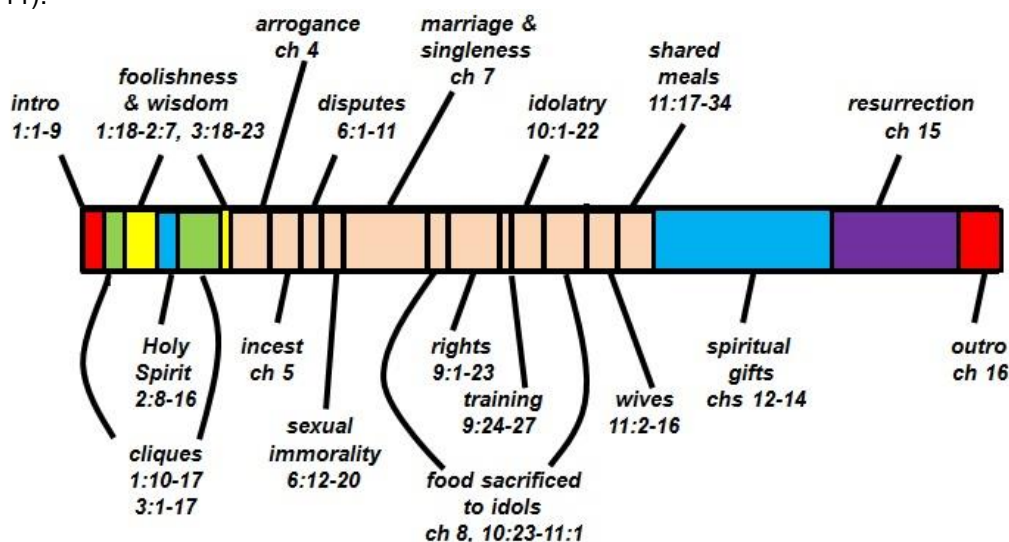 11).
arrogance
ch 4
marriage &
singleness
ch 7
shared
meals
11:17-34
foolishness
& wisdom
1:18-2:7, 3:18-23
intro
1:1-9
disputes
6:1-11
idolatry
10:1-22
resurrection
ch 15
Holy
Spirit
2:8-16
incest
ch 5
rights
9:1-23
training
9:24-27
spiritual
gifts
chs 12-14
outro
ch 16
wives
11:2-16
sexual
immorality
6:12-20
cliques
1:10-17
3:1-17
food sacrificed
to idols
ch 8, 10:23-11:1